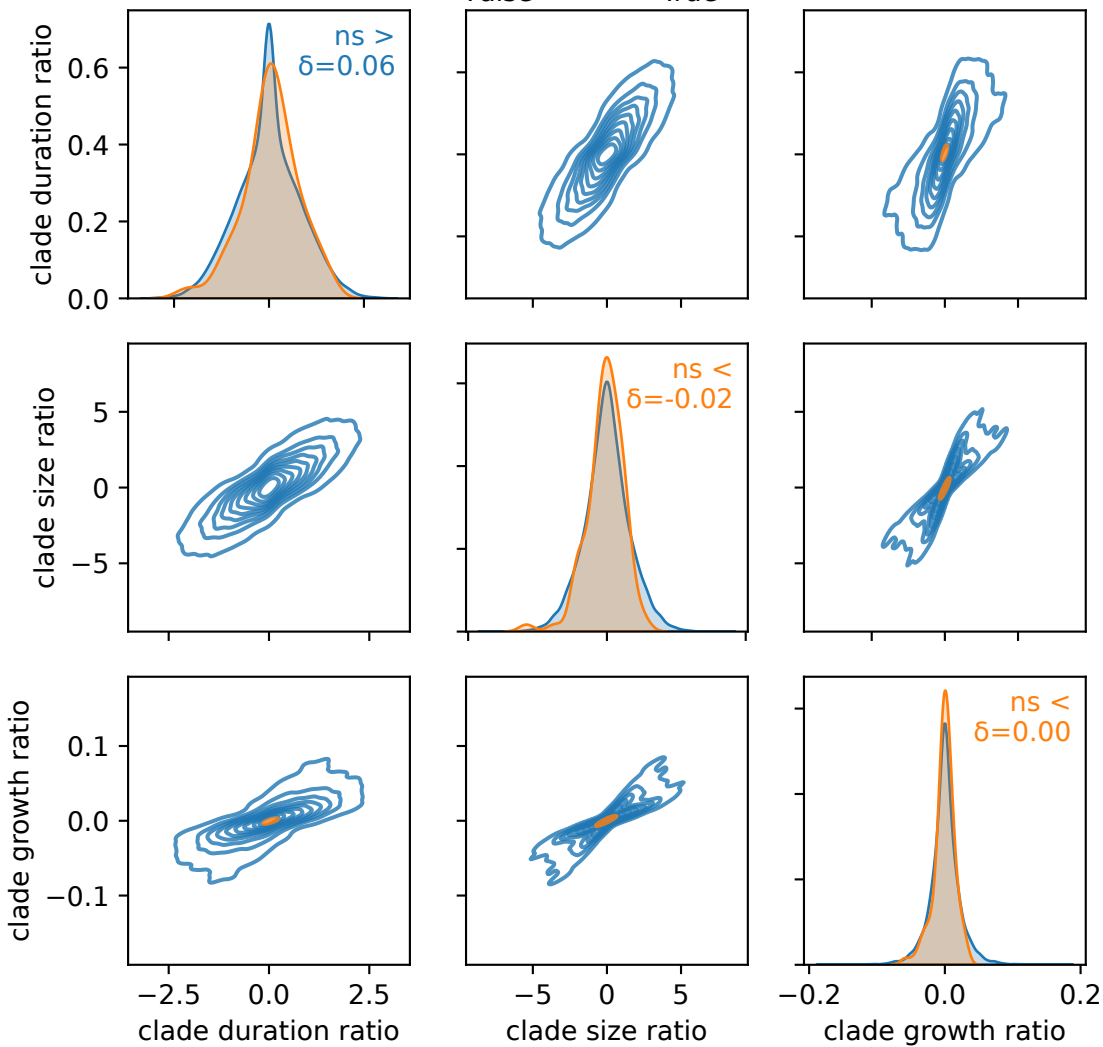 clade duration ratio
0.6
0.4
0.2
0.0
ns >
δ=0.06
clade size ratio
5
0
−5
−5
0
5
ns <
δ=-0.02
clade growth ratio
0.1
0.0
−0.1
ns <
δ=0.00
−2.5
0.0
2.5
−5
0
5
−0.2
0.0
0.2
clade duration ratio
clade size ratio
clade growth ratio